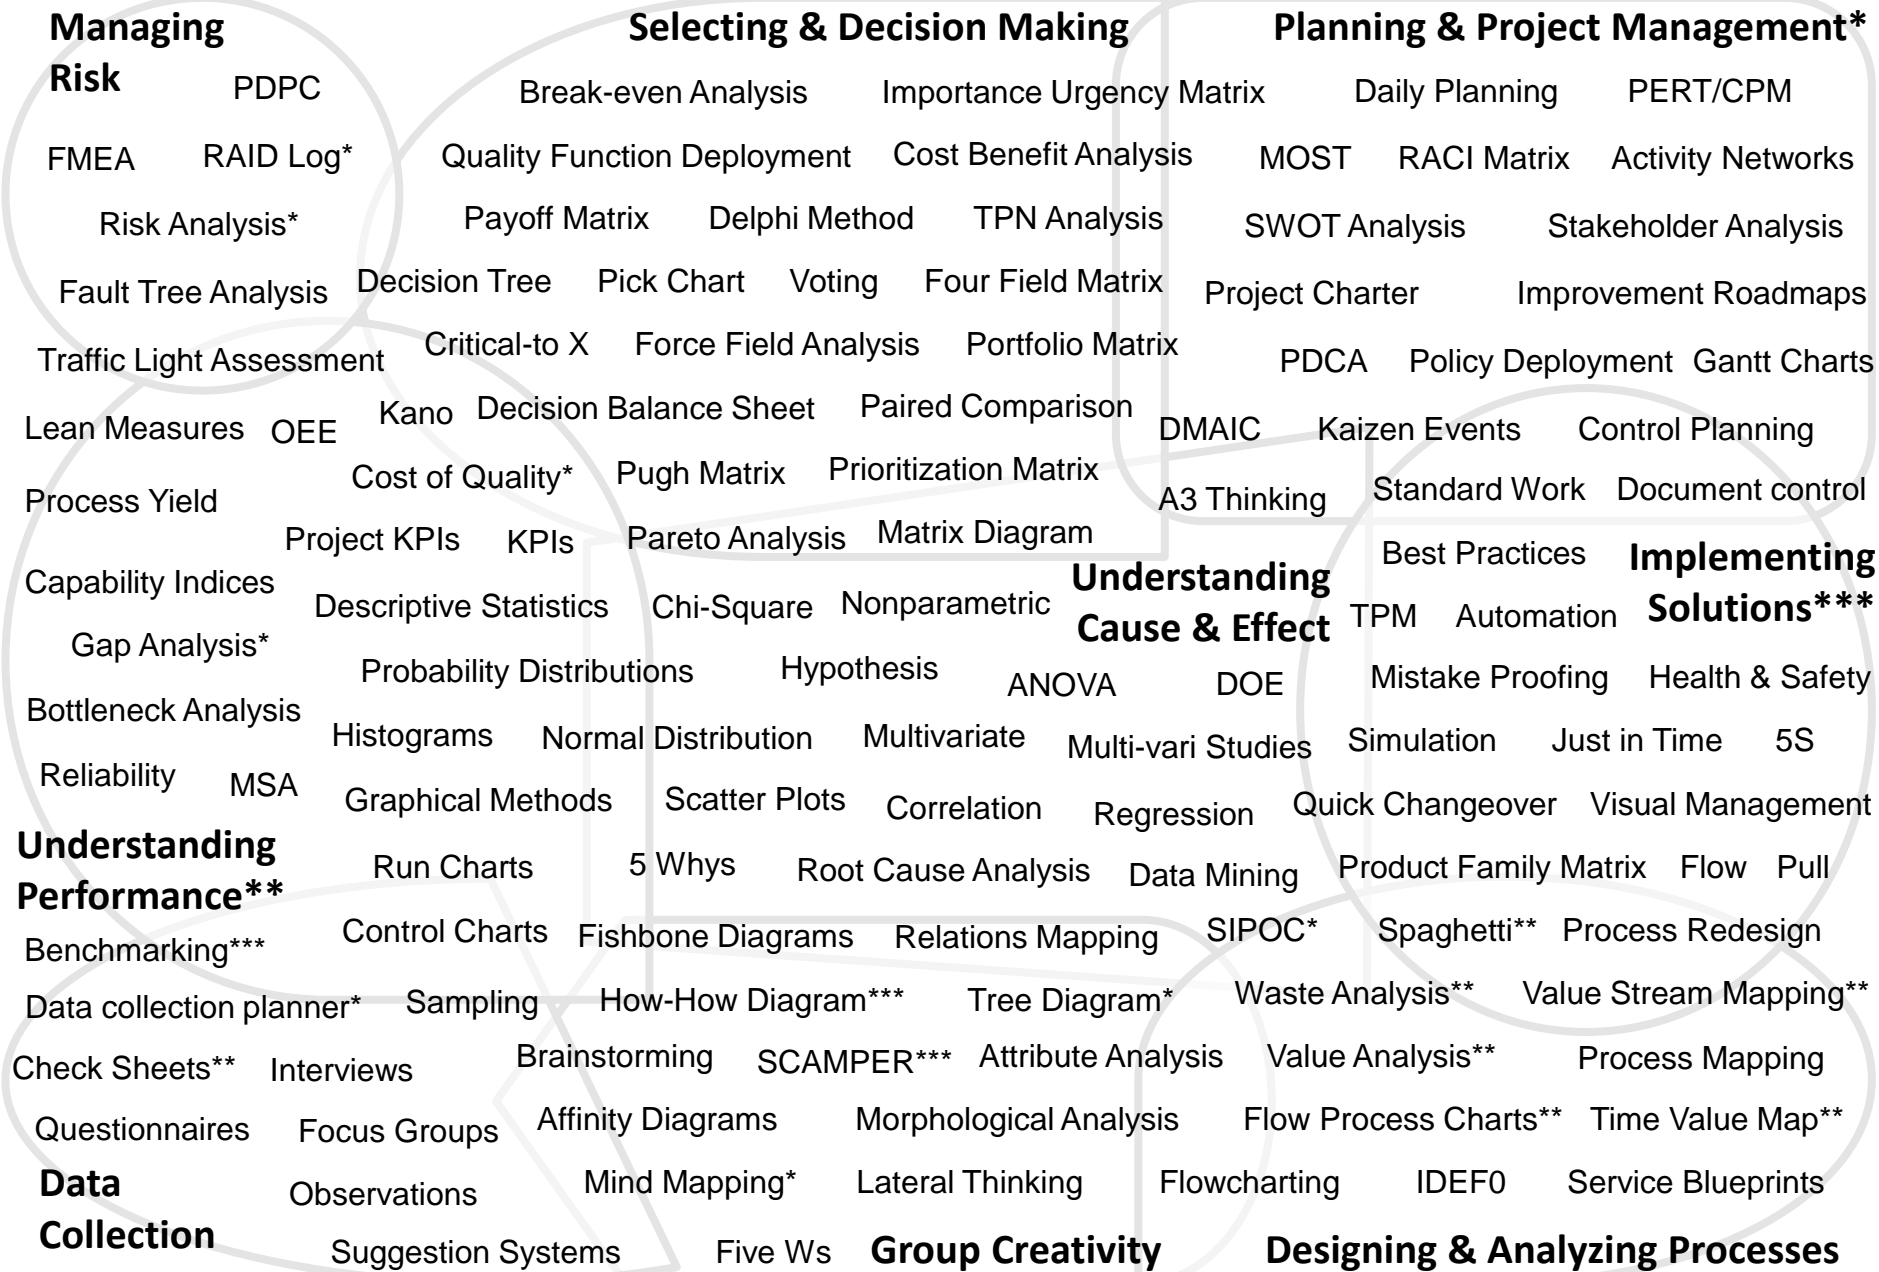 Managing Risk
Selecting & Decision Making
Planning & Project Management*
PDPC
Break-even Analysis
Importance Urgency Matrix
Daily Planning
PERT/CPM
FMEA
RAID Log*
Quality Function Deployment
Cost Benefit Analysis
MOST
RACI Matrix
Activity Networks
Risk Analysis*
Payoff Matrix
Delphi Method
TPN Analysis
SWOT Analysis
Stakeholder Analysis
Fault Tree Analysis
Decision Tree
Pick Chart
Voting
Four Field Matrix
Project Charter
Improvement Roadmaps
Traffic Light Assessment
Critical-to X
Force Field Analysis
Portfolio Matrix
PDCA
Policy Deployment
Gantt Charts
Lean Measures
OEE
Kano
Decision Balance Sheet
Paired Comparison
DMAIC
Kaizen Events
Control Planning
Cost of Quality*
Pugh Matrix
Prioritization Matrix
A3 Thinking
Standard Work
Document control
Process Yield
Project KPIs
KPIs
Pareto Analysis
Matrix Diagram
Best Practices
Implementing
Solutions***
Understanding
Cause & Effect
Capability Indices
Descriptive Statistics
Chi-Square
Nonparametric
TPM
Automation
Gap Analysis*
Probability Distributions
Hypothesis
ANOVA
DOE
Mistake Proofing
Health & Safety
Bottleneck Analysis
Histograms
Normal Distribution
Multivariate
Multi-vari Studies
Simulation
Just in Time
5S
Reliability
MSA
Graphical Methods
Scatter Plots
Correlation
Regression
Quick Changeover
Visual Management
Understanding
Performance**
Run Charts
5 Whys
Root Cause Analysis
Data Mining
Product Family Matrix
Flow
Pull
Benchmarking***
Control Charts
Fishbone Diagrams
Relations Mapping
SIPOC*
Spaghetti**
Process Redesign
Data collection planner*
Sampling
How-How Diagram***
Tree Diagram*
Waste Analysis**
Value Stream Mapping**
Check Sheets**
Interviews
Brainstorming
SCAMPER***
Attribute Analysis
Value Analysis**
Process Mapping
Questionnaires
Focus Groups
Affinity Diagrams
Morphological Analysis
Flow Process Charts**
Time Value Map**
Data
Collection
Observations
Mind Mapping*
Lateral Thinking
Flowcharting
IDEF0
Service Blueprints
Suggestion Systems
Five Ws
Group Creativity
Designing & Analyzing Processes